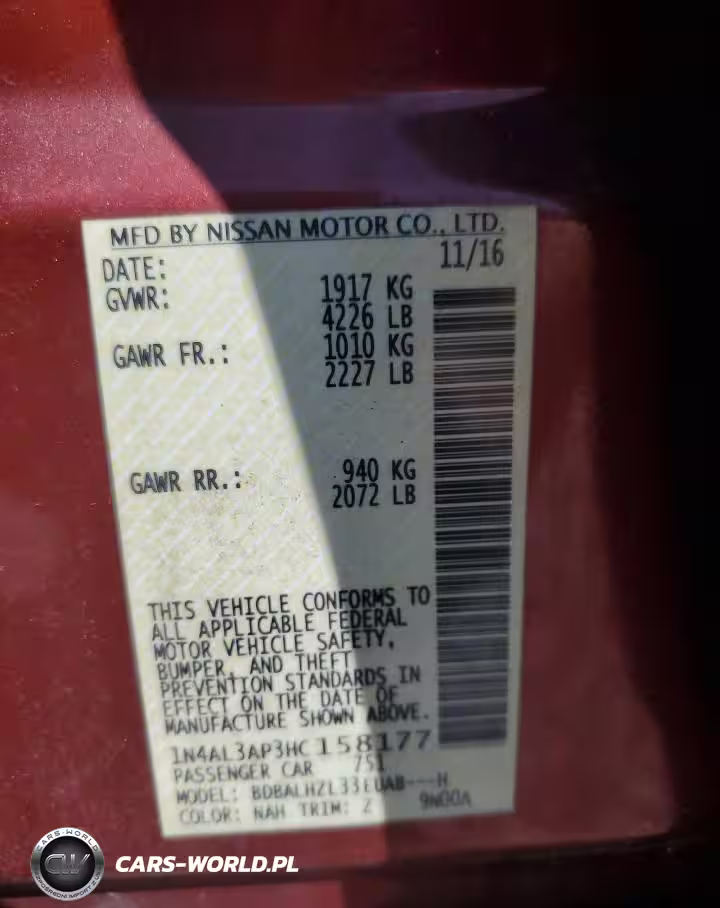 MFD BY NISSAN MOTOR CO., LTD.
DATE: 11/16
GVWR: 1917 KG
4226 LB
GAWR FR.: 1010 KG
2227 LB
GAWR RR.: 940 KG
2072 LB
THIS VEHICLE CONFORMS TO
ALL APPLICABLE FEDERAL
MOTOR VEHICLE SAFETY,
BUMPER, AND THEFT
PREVENTION STANDARDS IN
EFFECT ON THE DATE OF
MANUFACTURE SHOWN ABOVE.
1N4AL3AP3HC158177
PASSENGER CAR 751
MODEL: BDBALHZL33EUAB---H
COLOR: NAH TRIM: Z 9N00A
CARS-WORLD
CW
CARS-WORLD.PL